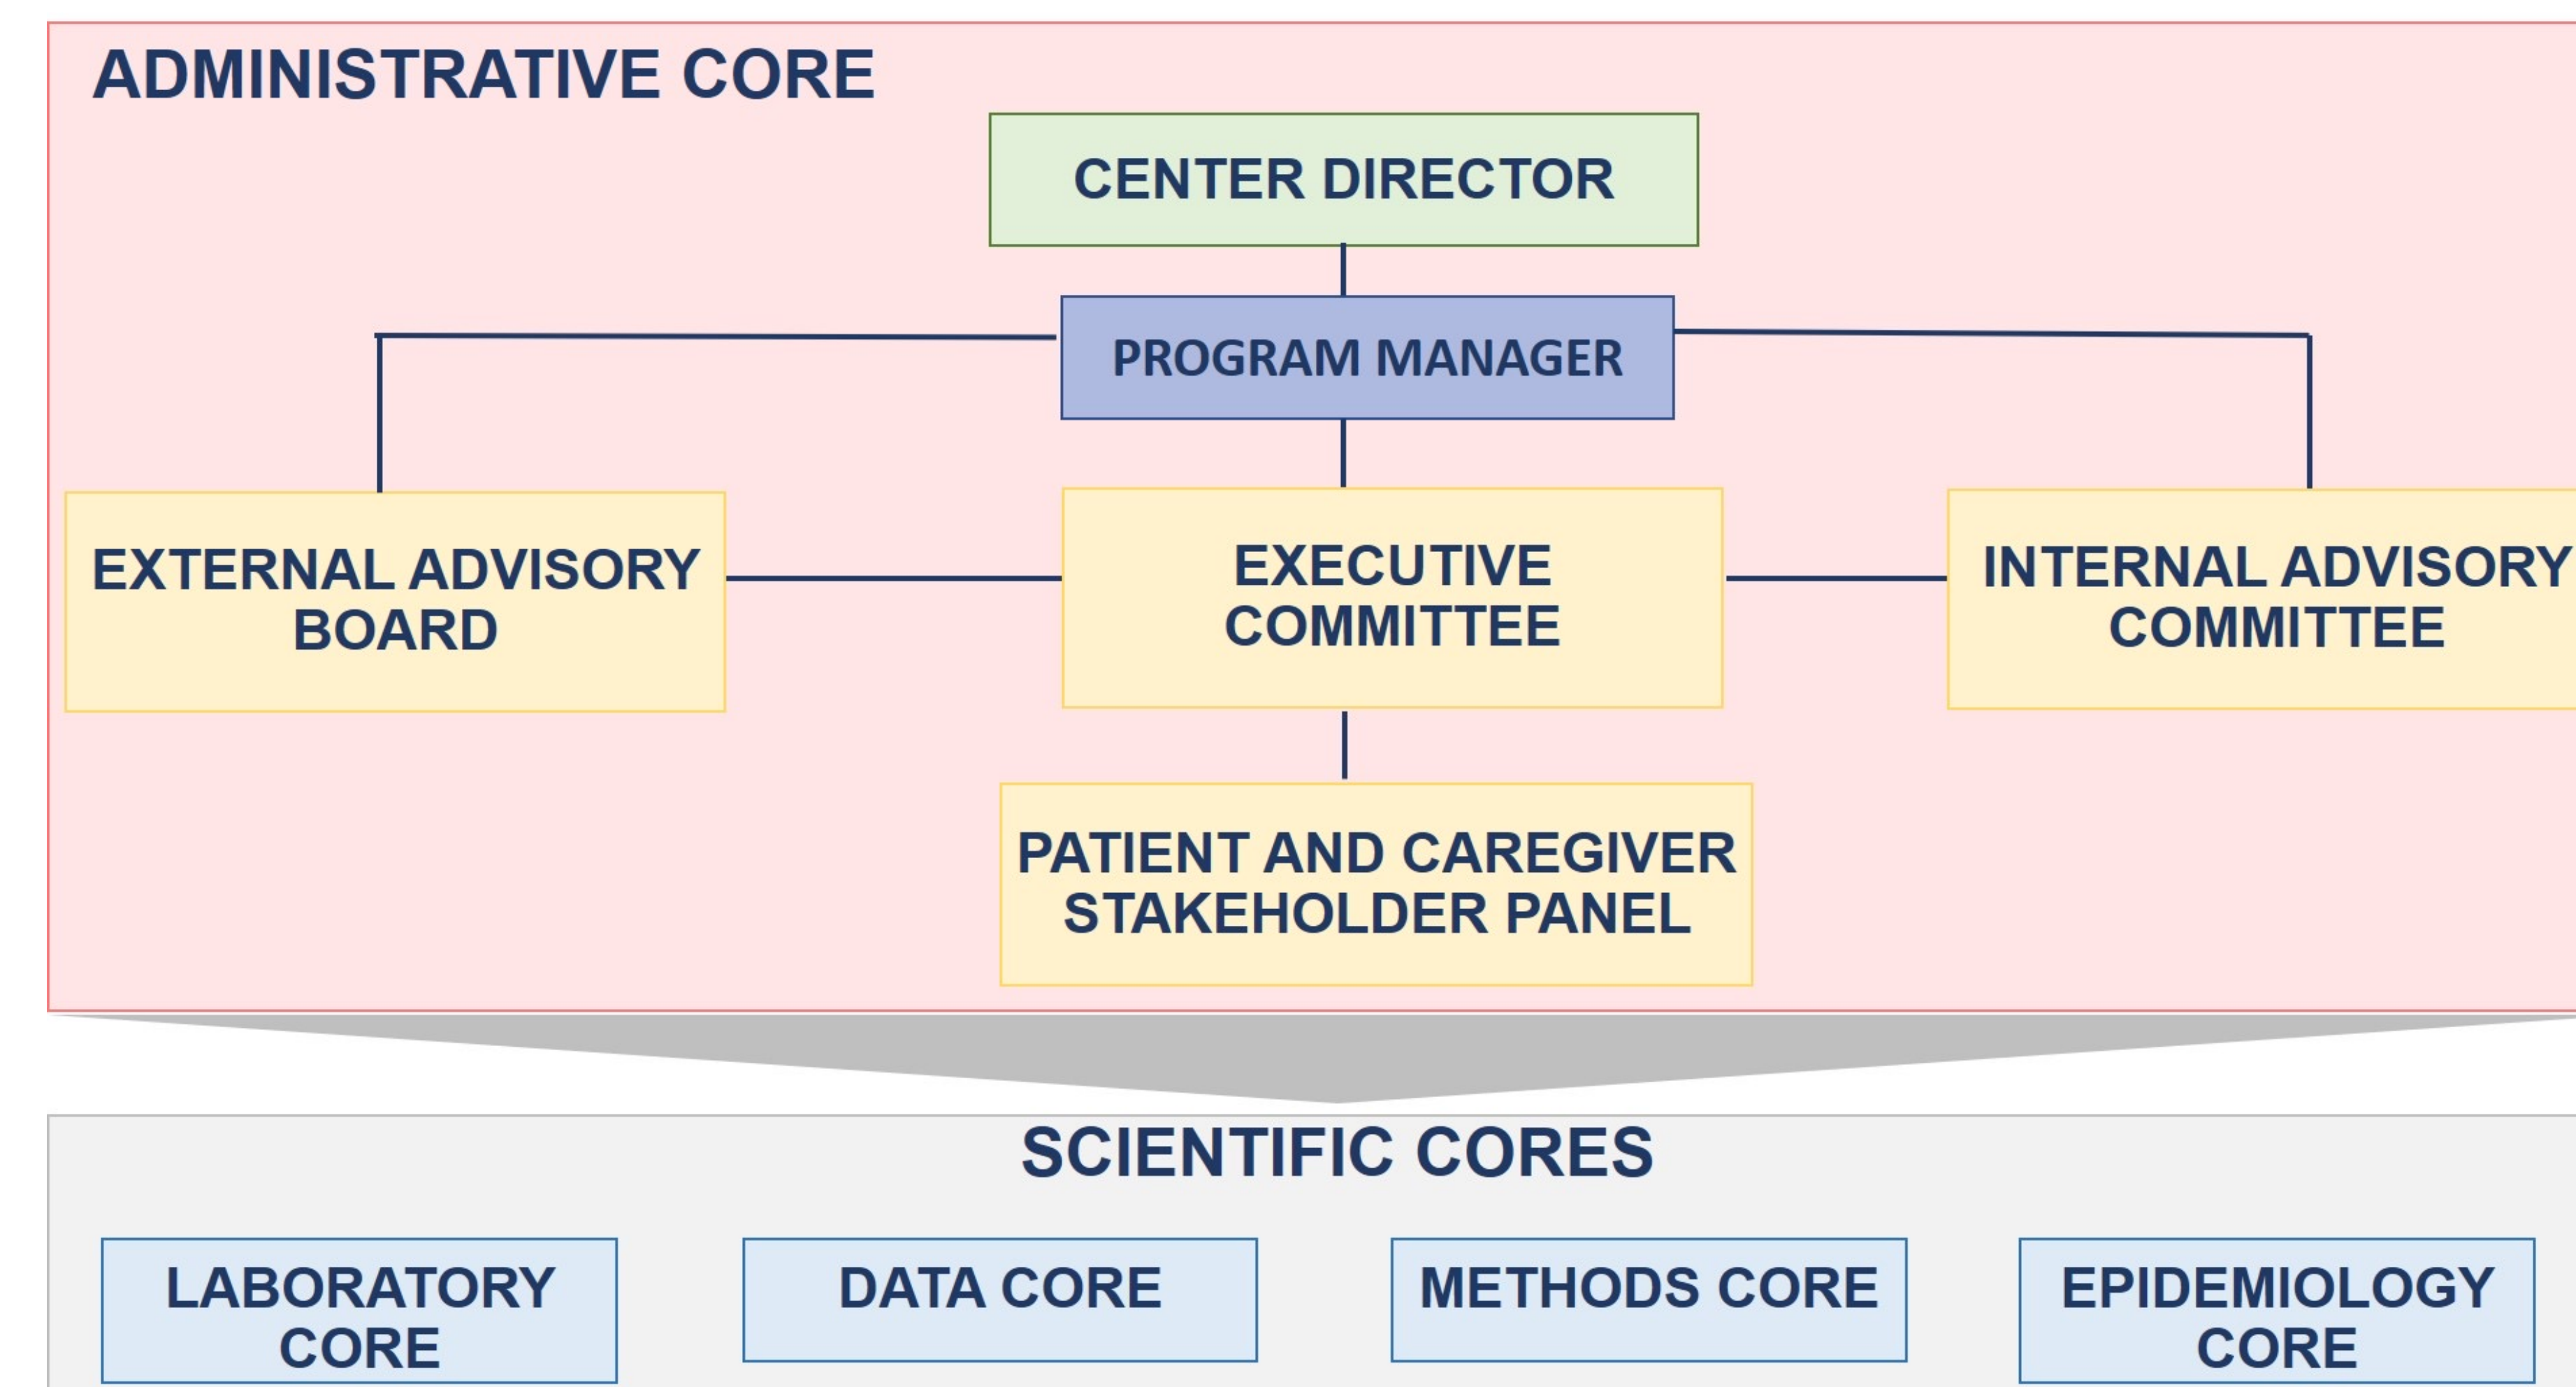 ADMINISTRATIVE CORE
CENTER DIRECTOR
PROGRAM MANAGER
EXTERNAL ADVISORY
BOARD
EXECUTIVE
COMMITTEE
INTERNAL ADVISORY
COMMITTEE
PATIENT AND CAREGIVER
STAKEHOLDER PANEL
SCIENTIFIC CORES
LABORATORY
CORE
DATA CORE
METHODS CORE
EPIDEMIOLOGY
CORE